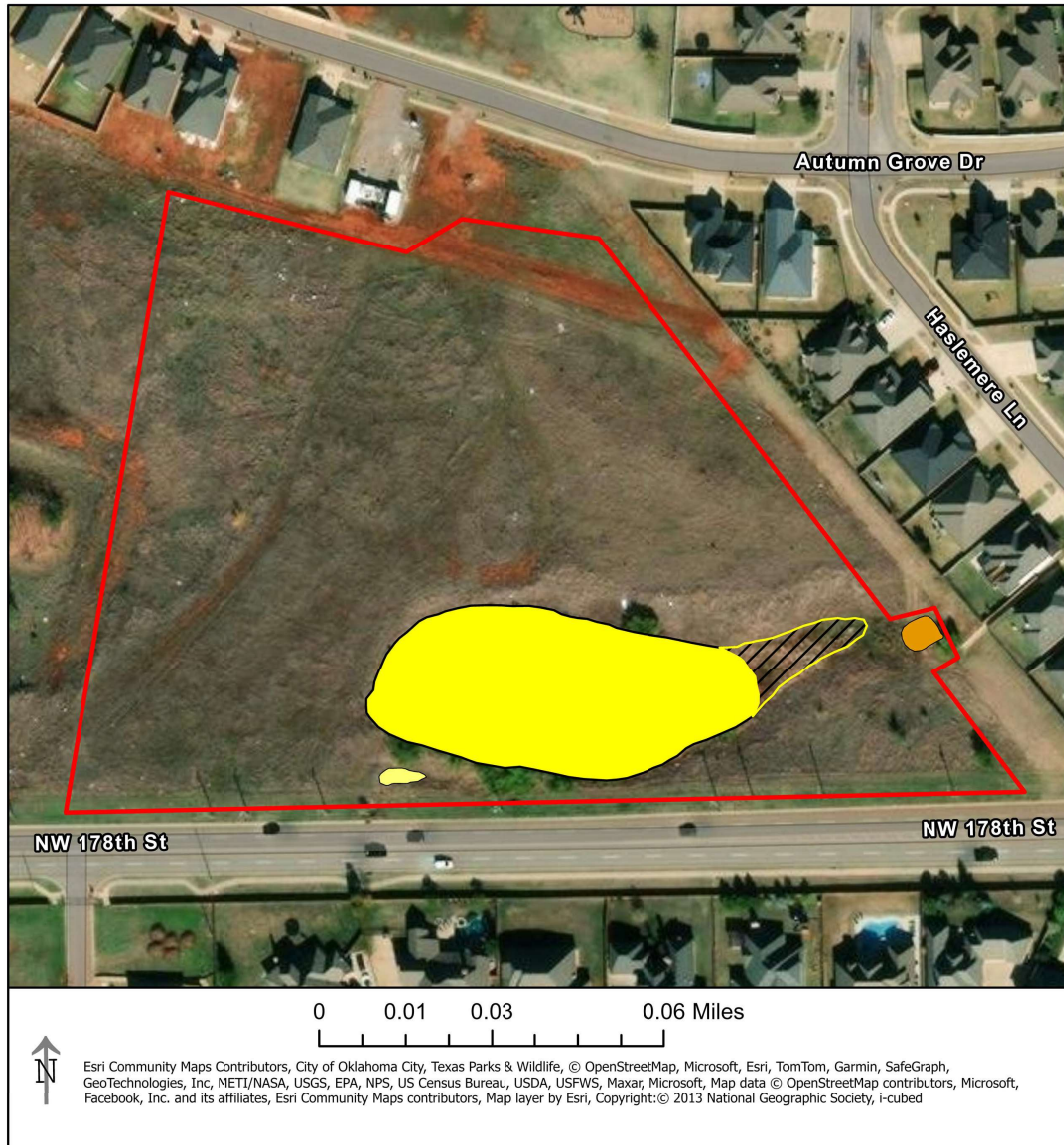 Autumn Grove Dr
Haslemere Ln
NW 178th St
NW 178th St
0 0.01 0.03 0.06 Miles
N
Esri Community Maps Contributors, City of Oklahoma City, Texas Parks & Wildlife, © OpenStreetMap, Microsoft, Esri, TomTom, Garmin, SafeGraph,
GeoTechnologies, Inc, METI/NASA, USGS, EPA, NPS, US Census Bureau, USDA, USFWS, Maxar, Microsoft, Map data © OpenStreetMap contributors, Microsoft,
Facebook, Inc. and its affiliates, Esri Community Maps contributors, Map layer by Esri, Copyright:© 2013 National Geographic Society, i-cubed